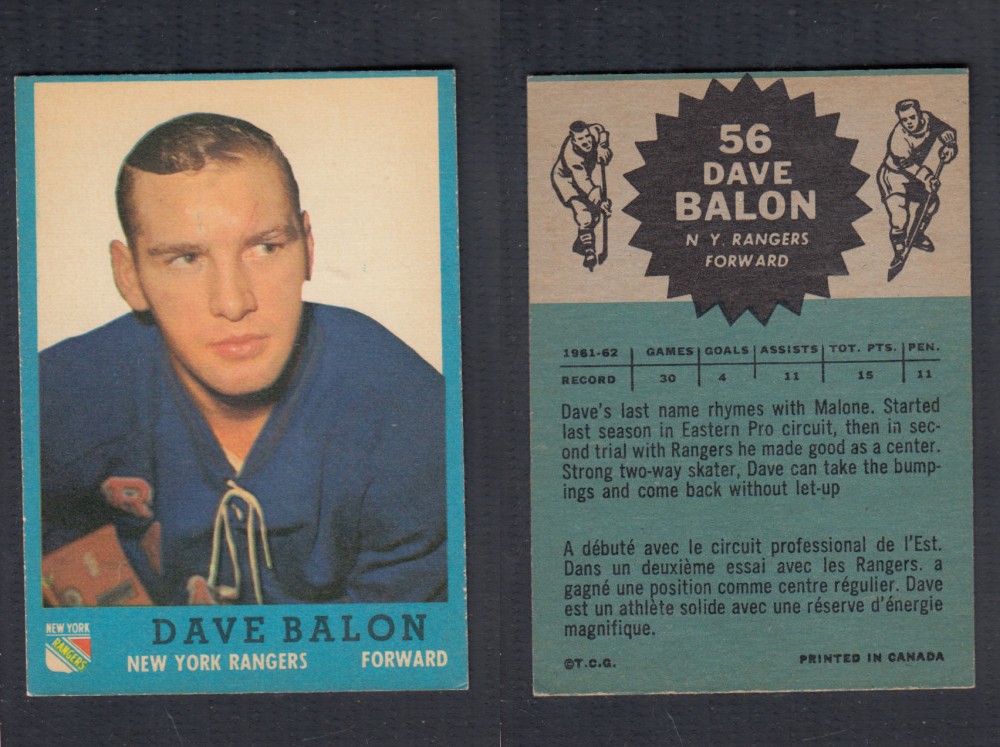 NEW YORK
RANGERS
DAVE BALON
NEW YORK RANGERS FORWARD
R
56
DAVE
BALON
N Y. RANGERS
FORWARD
1961-62 GAMES GOALS ASSISTS TOT. PTS. PEN.
RECORD 30 4 11 15 11
Dave's last name rhymes with Malone. Started
last season in Eastern Pro circuit, then in sec-
ond trial with Rangers he made good as a center.
Strong two-way skater, Dave can take the bump-
ings and come back without let-up
A débuté avec le circuit professional de l'Est.
Dans un deuxième essai avec les Rangers. a
gagné une position comme centre régulier. Dave
est un athlète solide avec une réserve d'énergie
magnifique.
©T.C.G. PRINTED IN CANADA